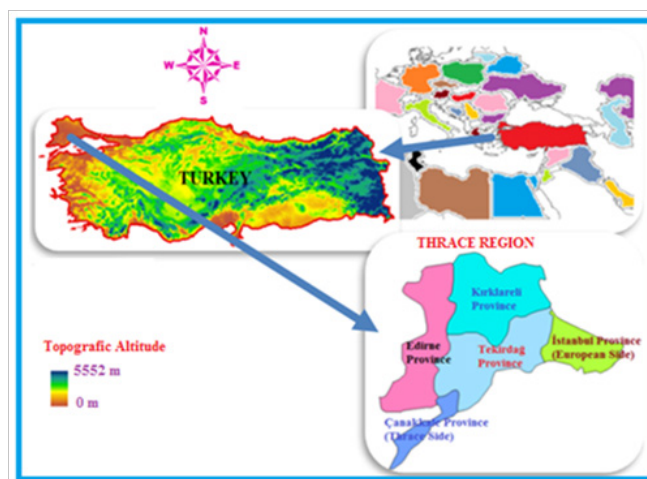 N
W
E
S
TURKEY
THRACE REGION
Kırklareli
Province
Edirne
Province
Tekirdağ
Province
İstanbul Province
(European Side)
Çanakkale Province
(Thrace Side)
Topografic Altitude
5552 m
0 m